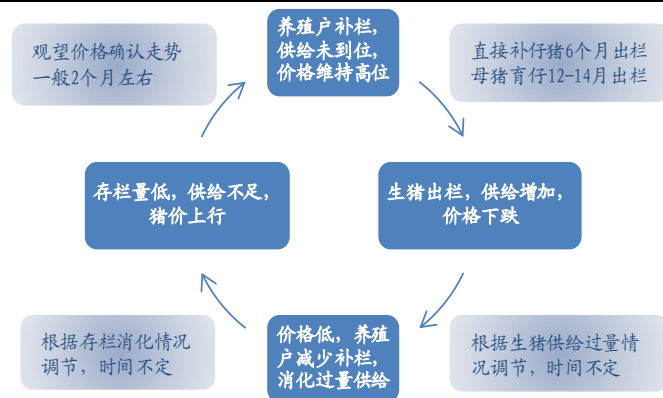 养殖户补栏，
供给未到位，
价格维持高位
观望价格确认走势
一般2个月左右
直接补仔猪6个月出栏
母猪育仔12-14月出栏
存栏量低，供给不足，
猪价上行
生猪出栏，供给增加，
价格下跌
根据存栏消化情况
调节，时间不定
价格低，养殖
户减少补栏，
消化过量供给
根据生猪供给过量情
况调节，时间不定